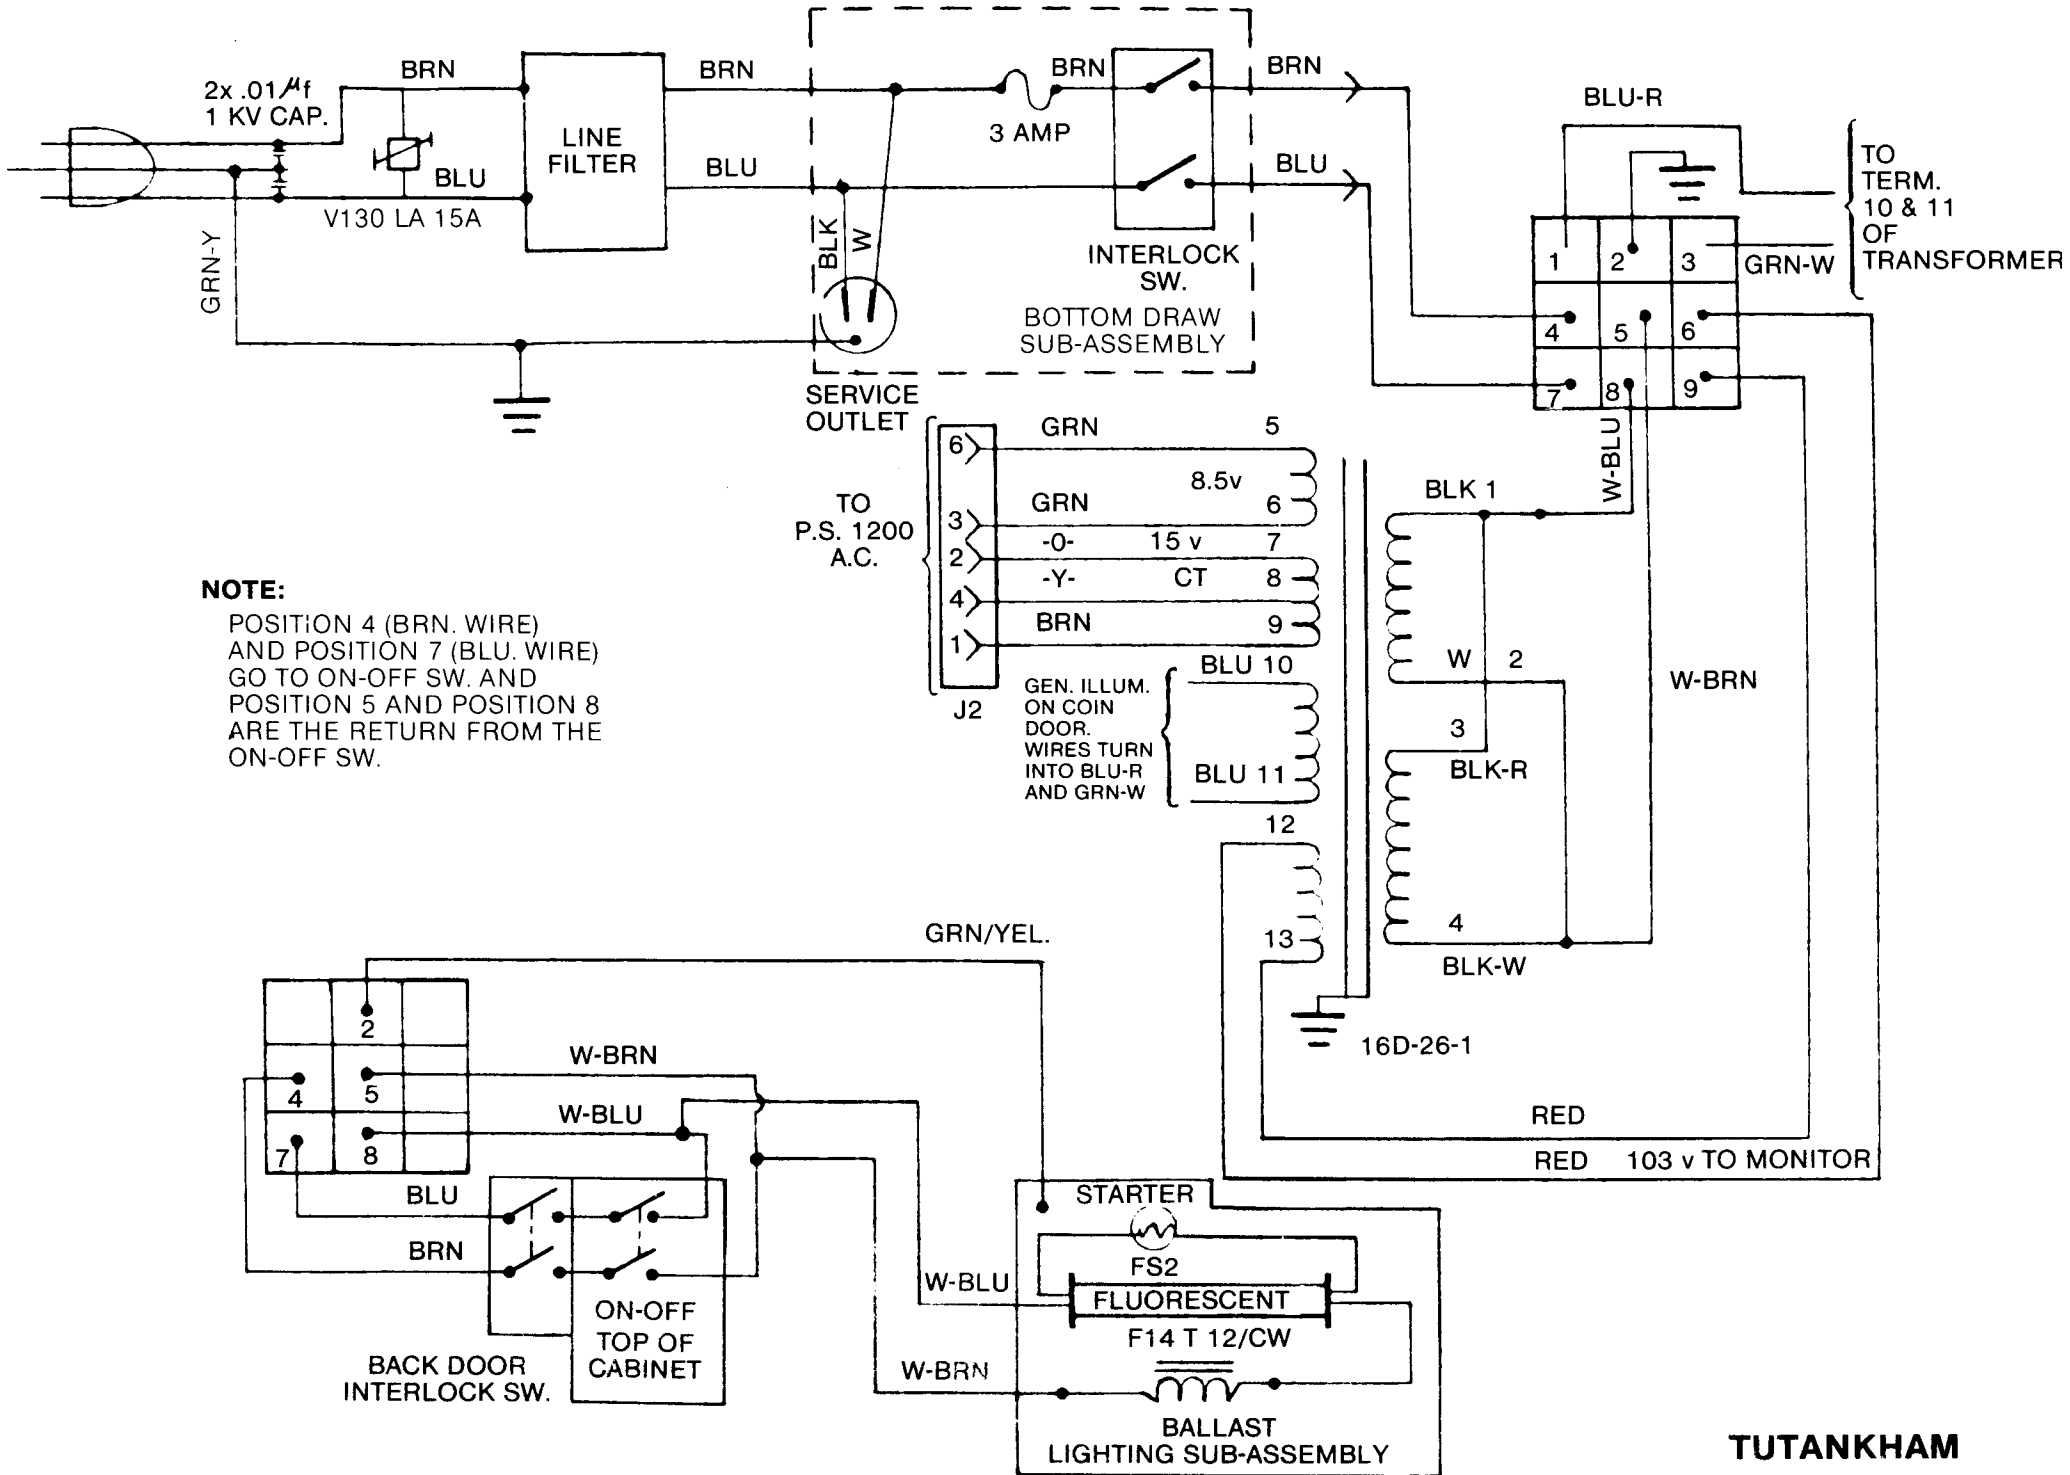 2x .01 μf
1 KV CAP.
BRN
BLU
V130 LA 15A
GRN-Y
LINE
FILTER
BRN
BLU
BLK
W
3 AMP
BRN
INTERLOCK
SW.
BOTTOM DRAW
SUB-ASSEMBLY
SERVICE
OUTLET
BRN
BLU
BLU-R
TO
TERM.
10 & 11
OF
TRANSFORMER
GRN-W
1 2 3
4 5 6
7 8 9
W-BLU
W-BRN
TO
P.S. 1200
A.C.
6
3
2
4
1
J2
GRN 5
8.5v
GRN 6
-0- 15 v 7
-Y- CT 8
BRN 9
BLU 10
GEN. ILLUM.
ON COIN
DOOR.
WIRES TURN
INTO BLU-R
AND GRN-W
BLU 11
12
13
BLK 1
W 2
3
BLK-R
4
BLK-W
16D-26-1
RED
RED 103 v TO MONITOR
NOTE:
POSITION 4 (BRN. WIRE)
AND POSITION 7 (BLU. WIRE)
GO TO ON-OFF SW. AND
POSITION 5 AND POSITION 8
ARE THE RETURN FROM THE
ON-OFF SW.
GRN/YEL.
2
4 5
7 8
W-BRN
W-BLU
BLU
BRN
ON-OFF
TOP OF
CABINET
BACK DOOR
INTERLOCK SW.
W-BLU
W-BRN
STARTER
FS2
FLUORESCENT
F14 T 12/CW
BALLAST
LIGHTING SUB-ASSEMBLY
TUTANKHAM